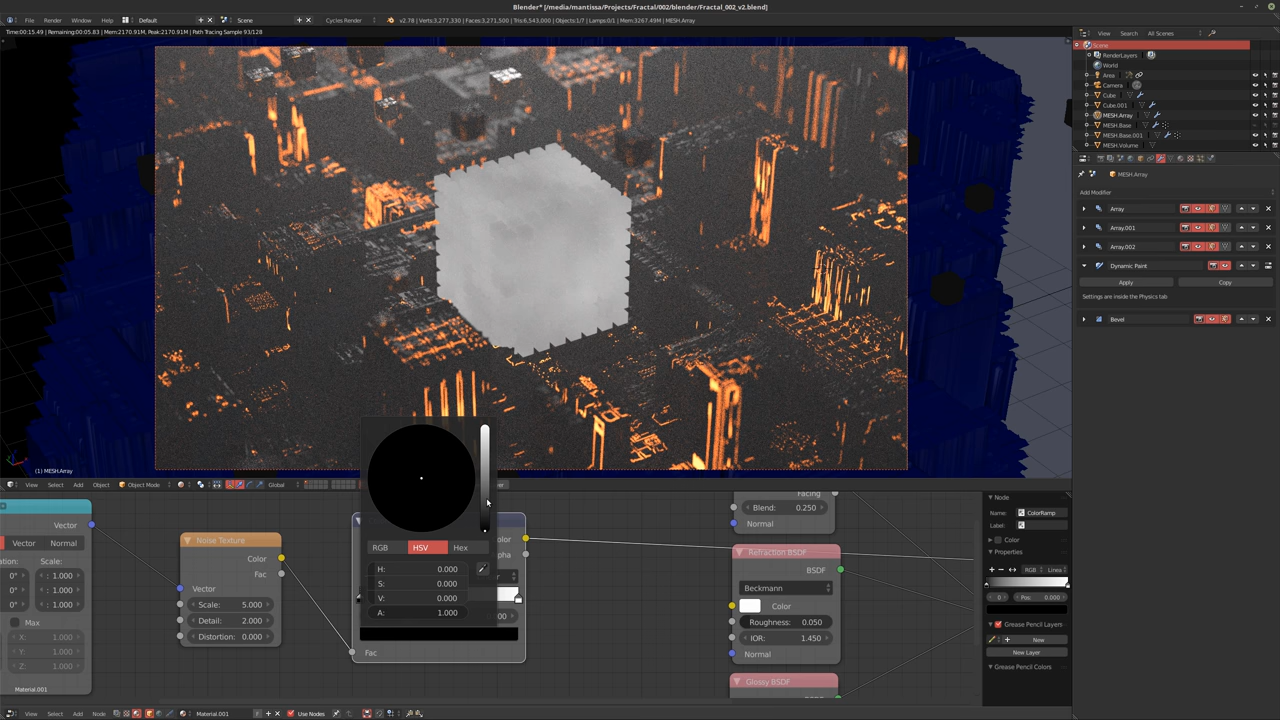 Blender* [/media/mantissa/Projects/Fractal/002/blender/Fractal_002_v2.blend]
File Render Window Help Default Scene Cycles Render v2.78 | Verts:3,277,330 | Faces:3,271,500 | Tris:6,543,000 | Objects:1/7 | Lamps:0/1 | Mem:3267.49M | MESH.Array
Time:00:15.49 | Remaining:00:05.83 | Mem:2170.91M, Peak:2170.91M | Path Tracing Sample 93/128
View Search All Scenes
Scene
RenderLayers
World
Area
Camera
Cube
Cube.001
MESH.Array
MESH.Base
MESH.Base.001
MESH.Volume
MESH.Array
Add Modifier
Array
Array.001
Array.002
Dynamic Paint
Apply Copy
Settings are inside the Physics tab
Bevel
(1) MESH.Array
View Select Add Object Object Mode Global
Vector
Vector Normal
Scale:
0° 1.000
0° 1.000
0° 1.000
Max
X: 1.000
Y: 1.000
Z: 1.000
Material.001
Noise Texture
Color
Fac
Vector
Scale: 5.000
Detail: 2.000
Distortion: 0.000
RGB HSV Hex
H: 0.000
S: 0.000
V: 0.000
A: 1.000
Fac
Facing
Blend: 0.250
Normal
Refraction BSDF
BSDF
Beckmann
Color
Roughness: 0.050
IOR: 1.450
Normal
Glossy BSDF
Node
Name: ColorRamp
Label:
Color
Properties
RGB Linea
0 Pos: 0.000
Grease Pencil Layers
New
New Layer
Grease Pencil Colors
View Select Add Node Material.001 F Use Nodes